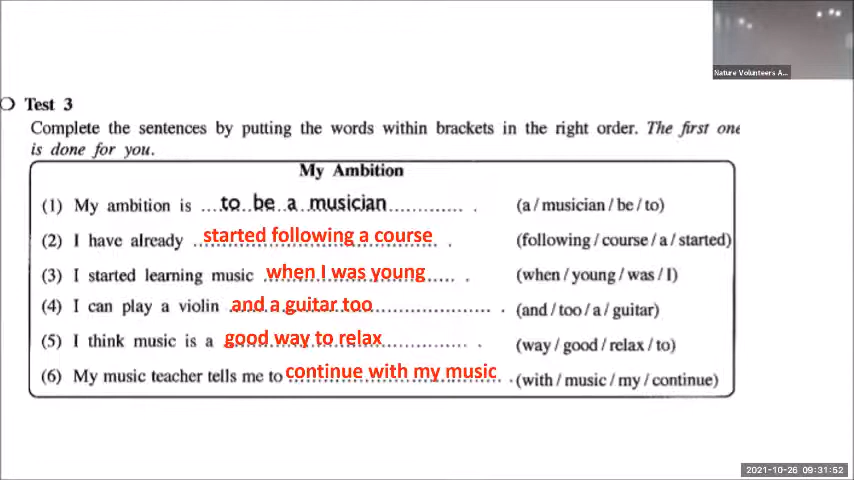 Nature Volunteers A...
Test 3
Complete the sentences by putting the words within brackets in the right order. The first one
is done for you.
My Ambition
(1) My ambition is ...to be a musician............. . (a / musician / be / to)
(2) I have already started following a course . (following / course / a / started)
(3) I started learning music when I was young..... . (when / young / was / I)
(4) I can play a violin and a guitar too........................ . (and / too / a / guitar)
(5) I think music is a good way to relax................ . (way / good / relax / to)
(6) My music teacher tells me to continue with my music . (with / music / my / continue)
2021-10-26 09:31:52